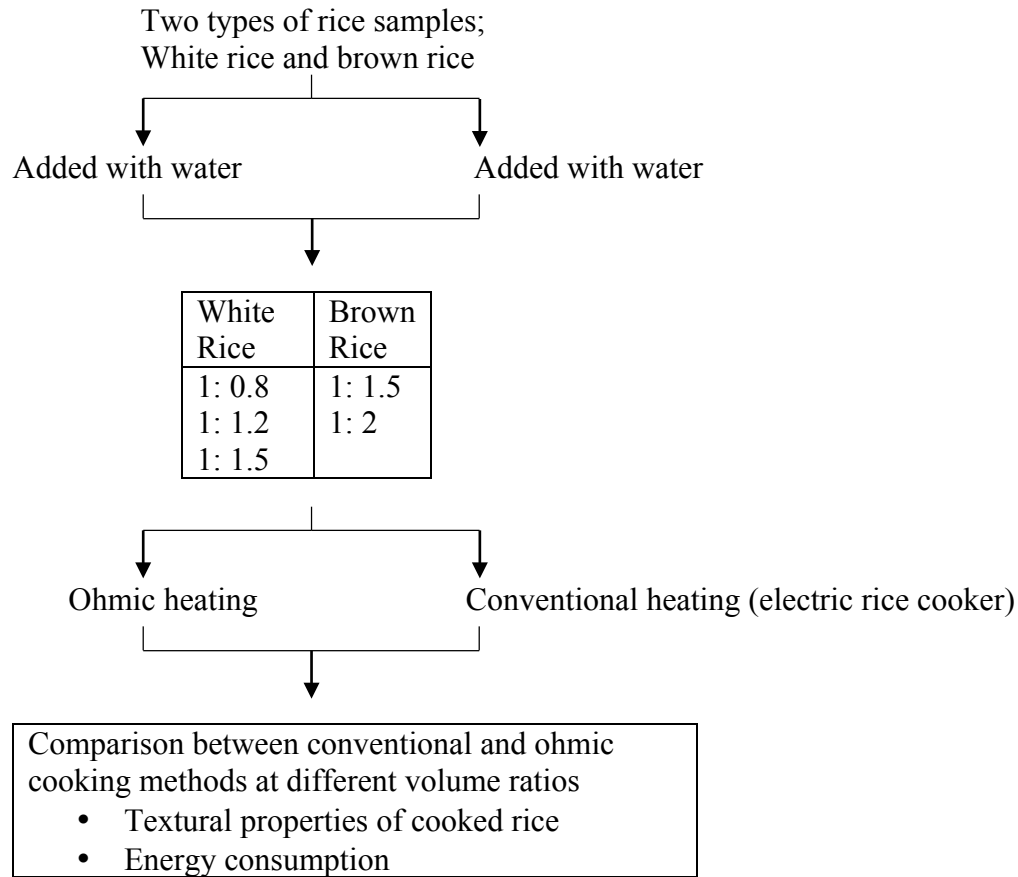 Two types of rice samples;
White rice and brown rice
Added with water
Added with water
White
Rice
Brown
Rice
1: 0.8
1: 1.2
1: 1.5
1: 1.5
1: 2
Ohmic heating
Conventional heating (electric rice cooker)
Comparison between conventional and ohmic
cooking methods at different volume ratios
• Textural properties of cooked rice
• Energy consumption